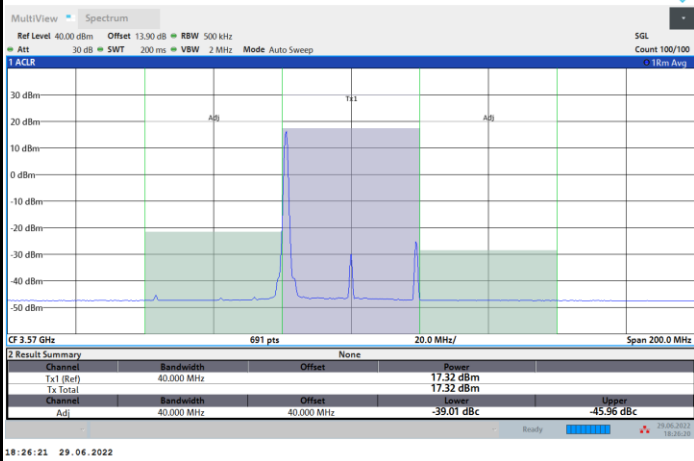 MultiView Spectrum
Ref Level 40.00 dBm Offset 13.90 dB RBW 500 kHz SGL
Att 30 dB SWT 200 ms VBW 2 MHz Mode Auto Sweep Count 100/100
1 ACLR 1Rm Avg
Tx1
Adj Adj
30 dBm
20 dBm
10 dBm
0 dBm
-10 dBm
-20 dBm
-30 dBm
-40 dBm
-50 dBm
CF 3.57 GHz 691 pts 20.0 MHz/ Span 200.0 MHz
2 Result Summary None
Channel Bandwidth Offset Power
Tx1 (Ref) 40.000 MHz 17.32 dBm
Tx Total 17.32 dBm
Channel Bandwidth Offset Lower Upper
Adj 40.000 MHz 40.000 MHz -39.01 dBc -45.96 dBc
Ready 29.06.2022
18:26:20
18:26:21 29.06.2022